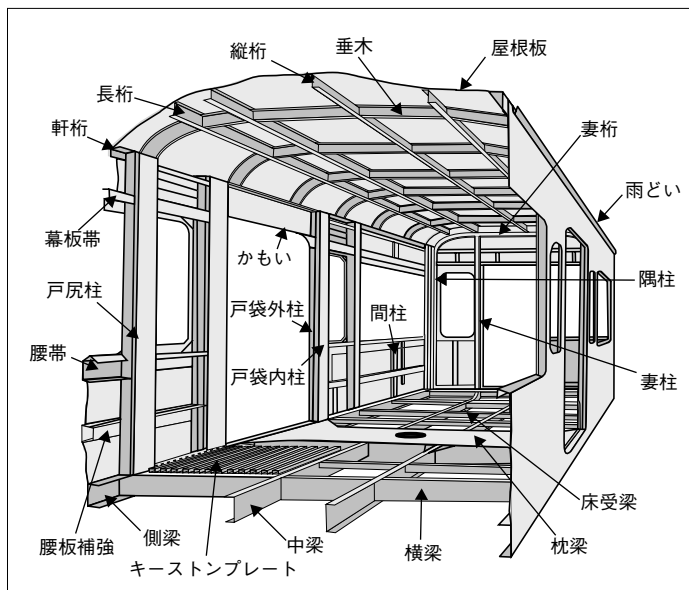 縦桁
垂木
屋根板
長桁
軒桁
妻桁
雨どい
幕板帯
かもい
戸尻柱
戸袋外柱
間柱
隅柱
腰帯
戸袋内柱
妻柱
床受梁
腰板補強
側梁
中梁
横梁
枕梁
キーストンプレート